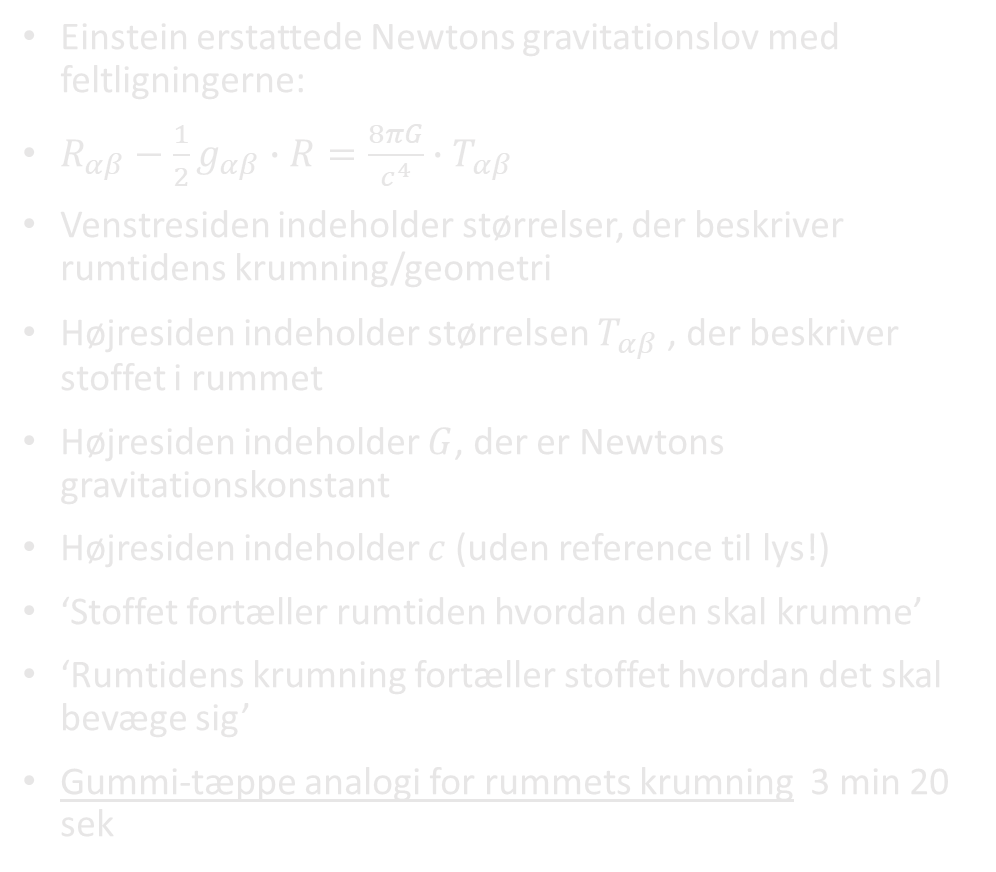 • Einstein erstattede Newtons gravitationslov med
feltligningerne:
• $R_{\alpha\beta} - \frac{1}{2} g_{\alpha\beta} \cdot R = \frac{8\pi G}{c^4} \cdot T_{\alpha\beta}$
• Venstresiden indeholder størrelser, der beskriver
rumtidens krumning/geometri
• Højresiden indeholder størrelsen $T_{\alpha\beta}$ , der beskriver
stoffet i rummet
• Højresiden indeholder $G$, der er Newtons
gravitationskonstant
• Højresiden indeholder $c$ (uden reference til lys!)
• ‘Stoffet fortæller rumtiden hvordan den skal krumme’
• ‘Rumtidens krumning fortæller stoffet hvordan det skal
bevæge sig’
• Gummi-tæppe analogi for rummets krumning 3 min 20
sek